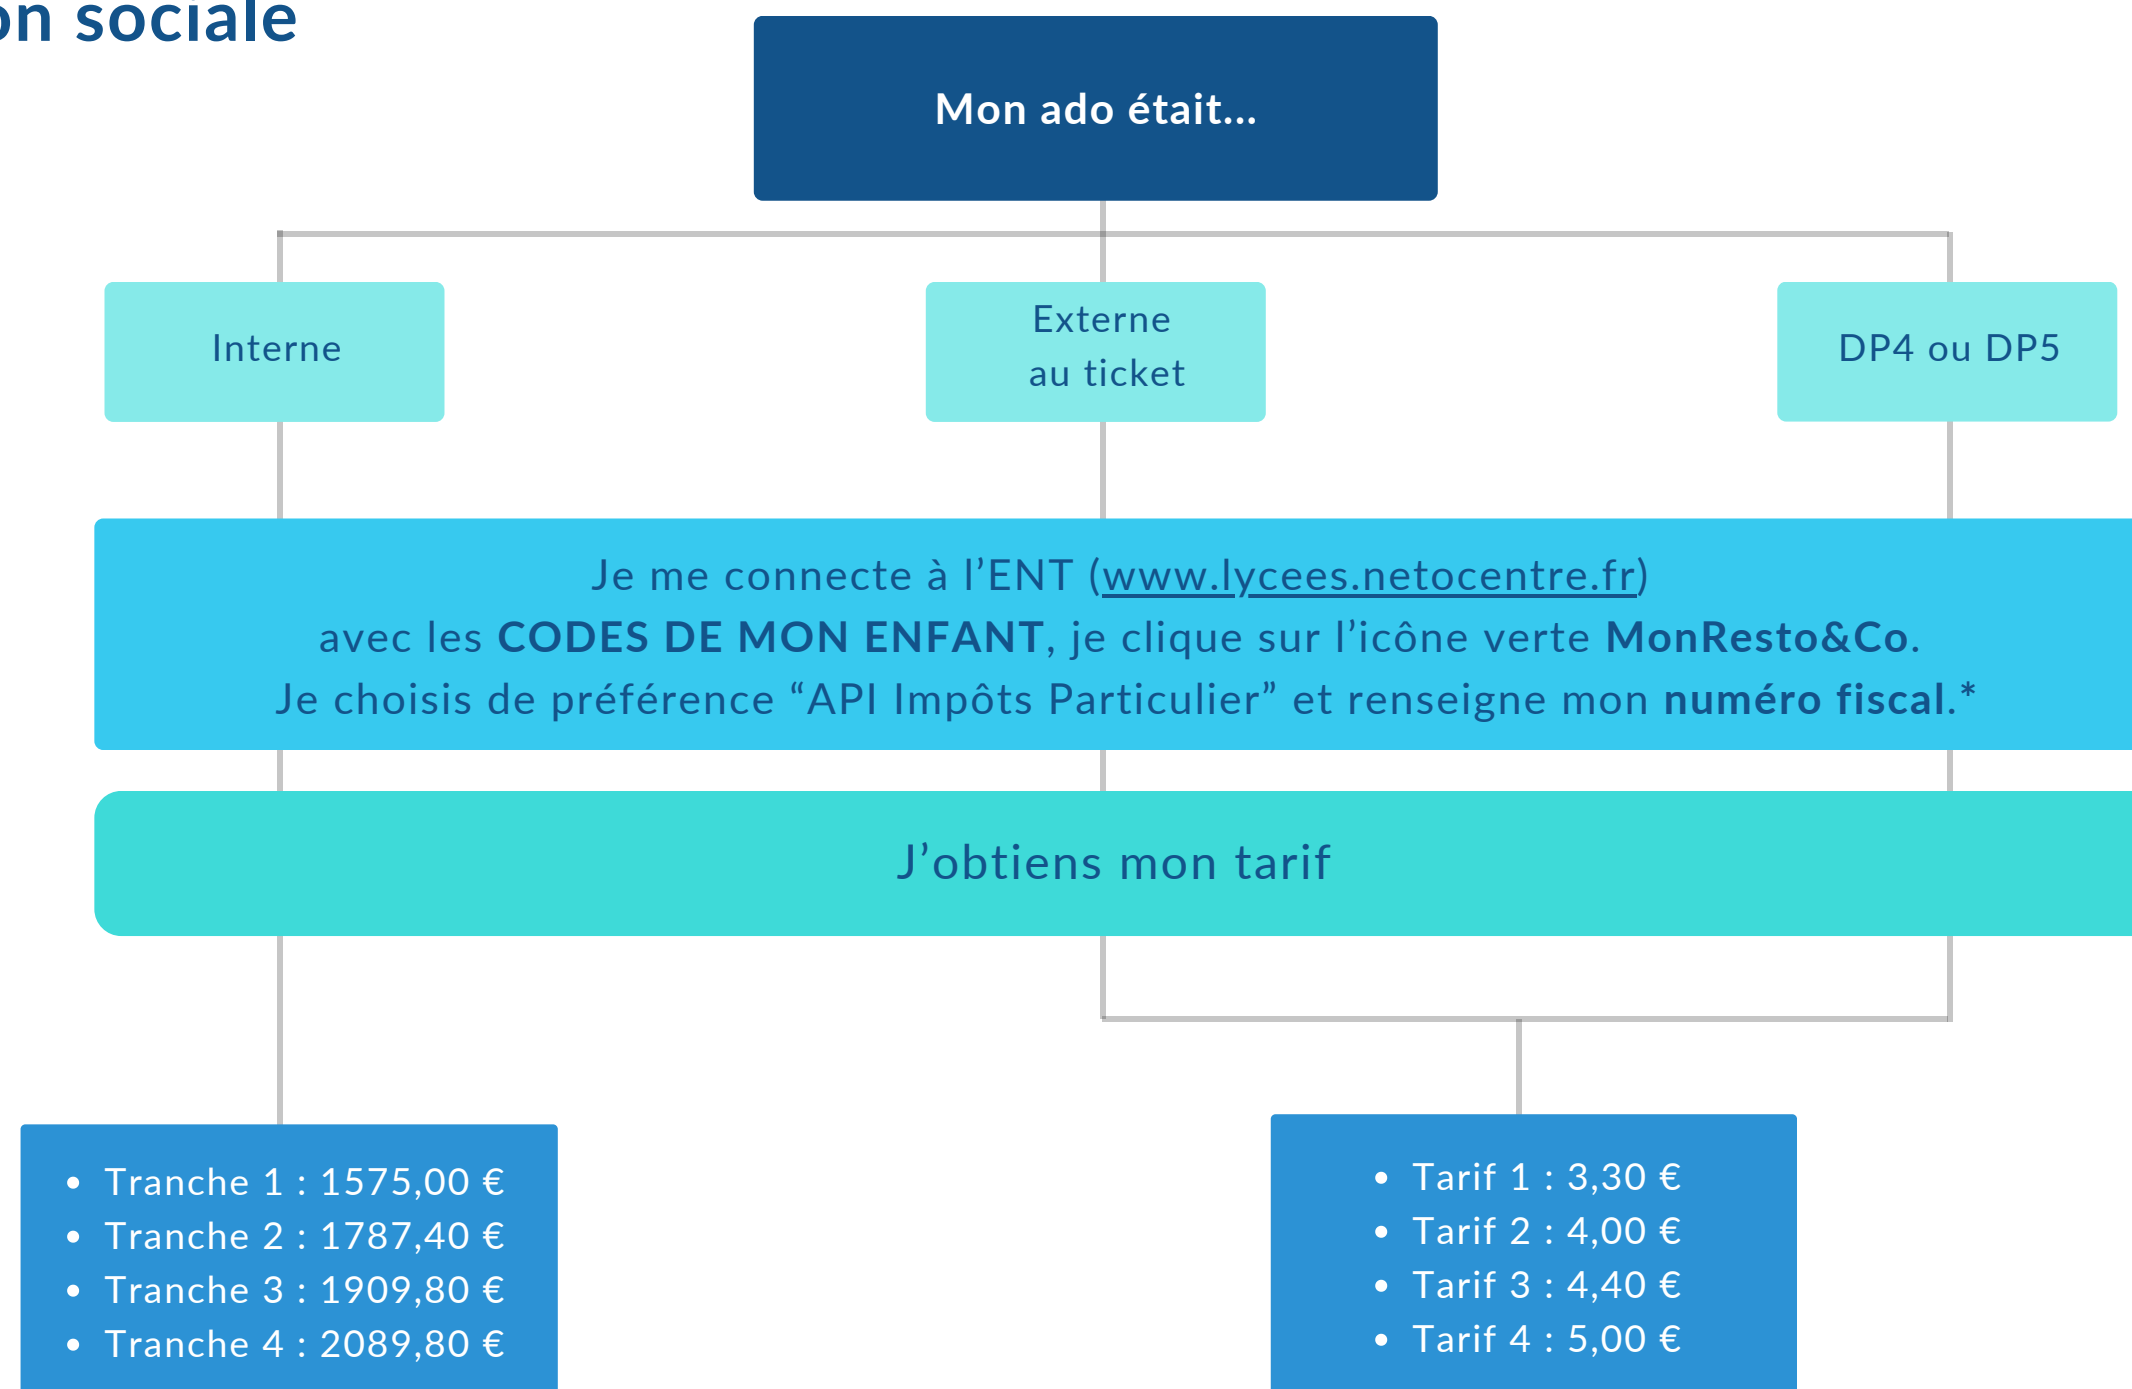 on sociale
Mon ado était...
Interne
Externe
au ticket
DP4 ou DP5
Je me connecte à l’ENT (www.lycees.netocentre.fr)
avec les CODES DE MON ENFANT, je clique sur l’icône verte MonResto&Co.
Je choisis de préférence “API Impôts Particulier” et renseigne mon numéro fiscal.*
J’obtiens mon tarif
• Tranche 1 : 1575,00 €
• Tranche 2 : 1787,40 €
• Tranche 3 : 1909,80 €
• Tranche 4 : 2089,80 €
• Tarif 1 : 3,30 €
• Tarif 2 : 4,00 €
• Tarif 3 : 4,40 €
• Tarif 4 : 5,00 €